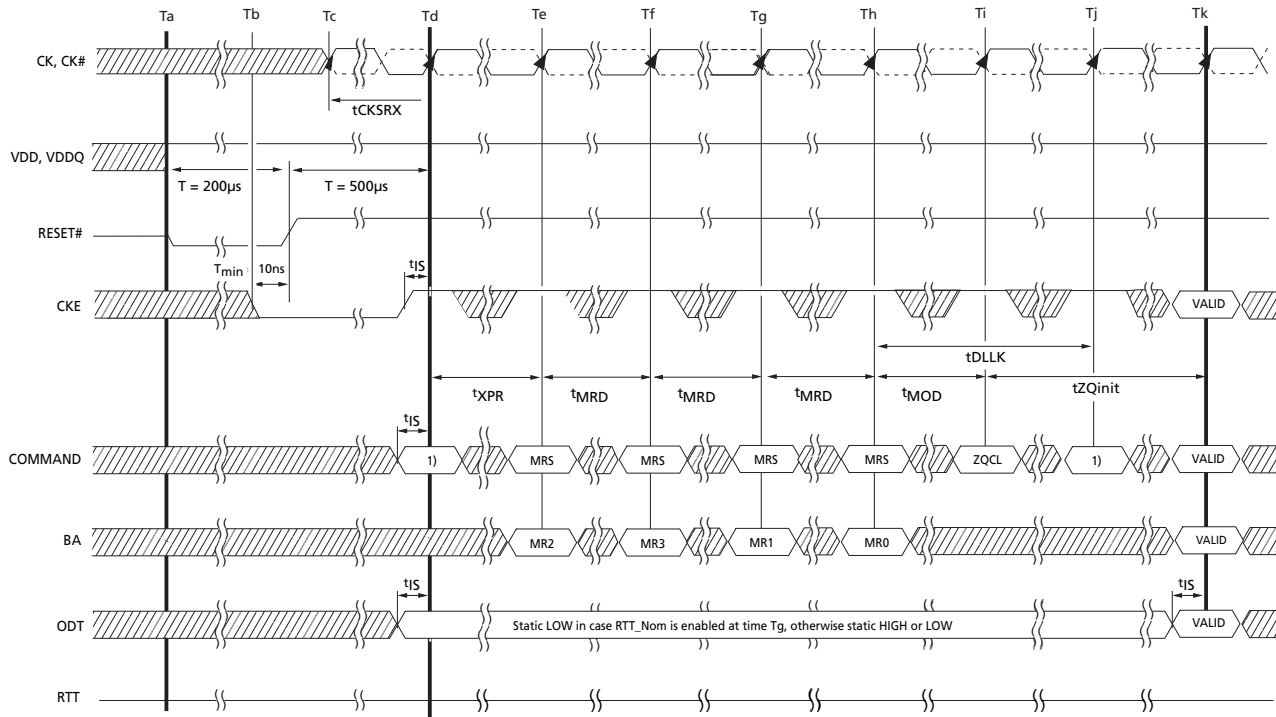 Ta Tb Tc Td Te Tf Tg Th Ti Tj Tk
CK, CK#
tCKSRX
VDD, VDDQ
T = 200µs T = 500µs
RESET#
Tmin 10ns tIS
CKE VALID
tDLLK
tXPR tMRD tMRD tMRD tMOD tZQinit
tIS
COMMAND 1) MRS MRS MRS MRS ZQCL 1) VALID
BA MR2 MR3 MR1 MR0 VALID
tIS tIS
ODT Static LOW in case RTT_Nom is enabled at time Tg, otherwise static HIGH or LOW VALID
RTT